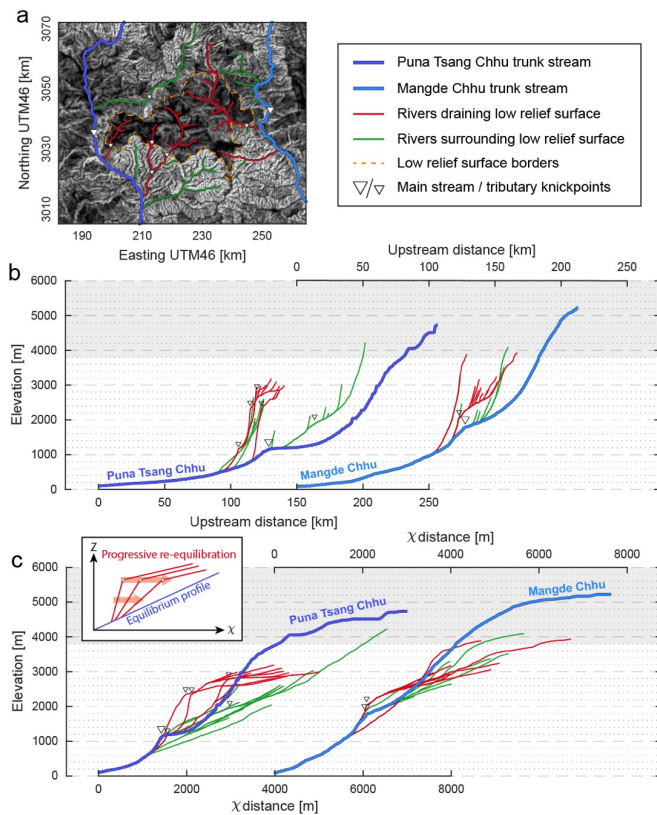 a
3070
3050
3030
3010
Northing UTM46 [km]
190
210
230
250
Easting UTM46 [km]
Puna Tsang Chhu trunk stream
Mangde Chhu trunk stream
Rivers draining low relief surface
Rivers surrounding low relief surface
Low relief surface borders
Main stream / tributary knickpoints
b
Upstream distance [km]
0 50 100 150 200
6000
5000
4000
3000
2000
1000
0
Elevation [m]
Puna Tsang Chhu
Mangde Chhu
0 50 100 150 200 250
Upstream distance [km]
c
χ distance [m]
0 2000 4000 6000 8000
Z
Progressive re-equilibration
Equilibrium profile
χ
6000
5000
4000
3000
2000
1000
0
Elevation [m]
Puna Tsang Chhu
Mangde Chhu
0 2000 4000 6000 8000
χ distance [m]